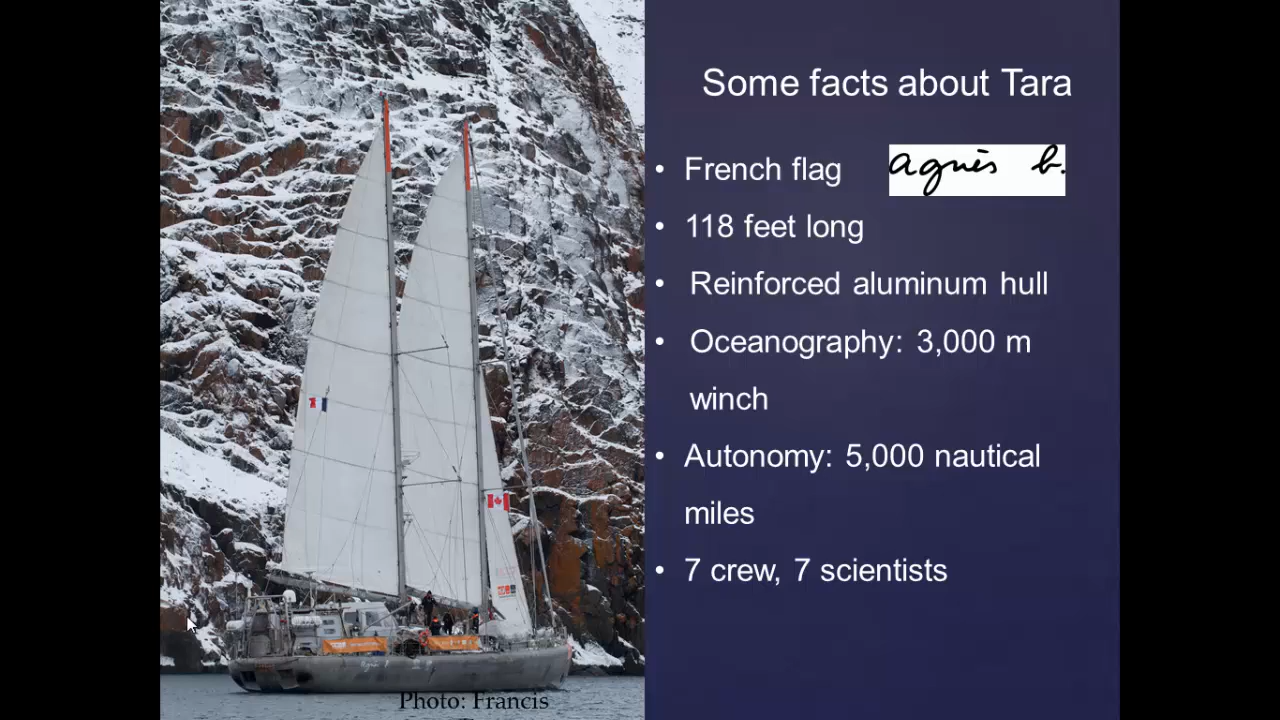 Some facts about Tara
• French flag
agnès b.
• 118 feet long
• Reinforced aluminum hull
• Oceanography: 3,000 m
winch
• Autonomy: 5,000 nautical
miles
• 7 crew, 7 scientists
Photo: Francis